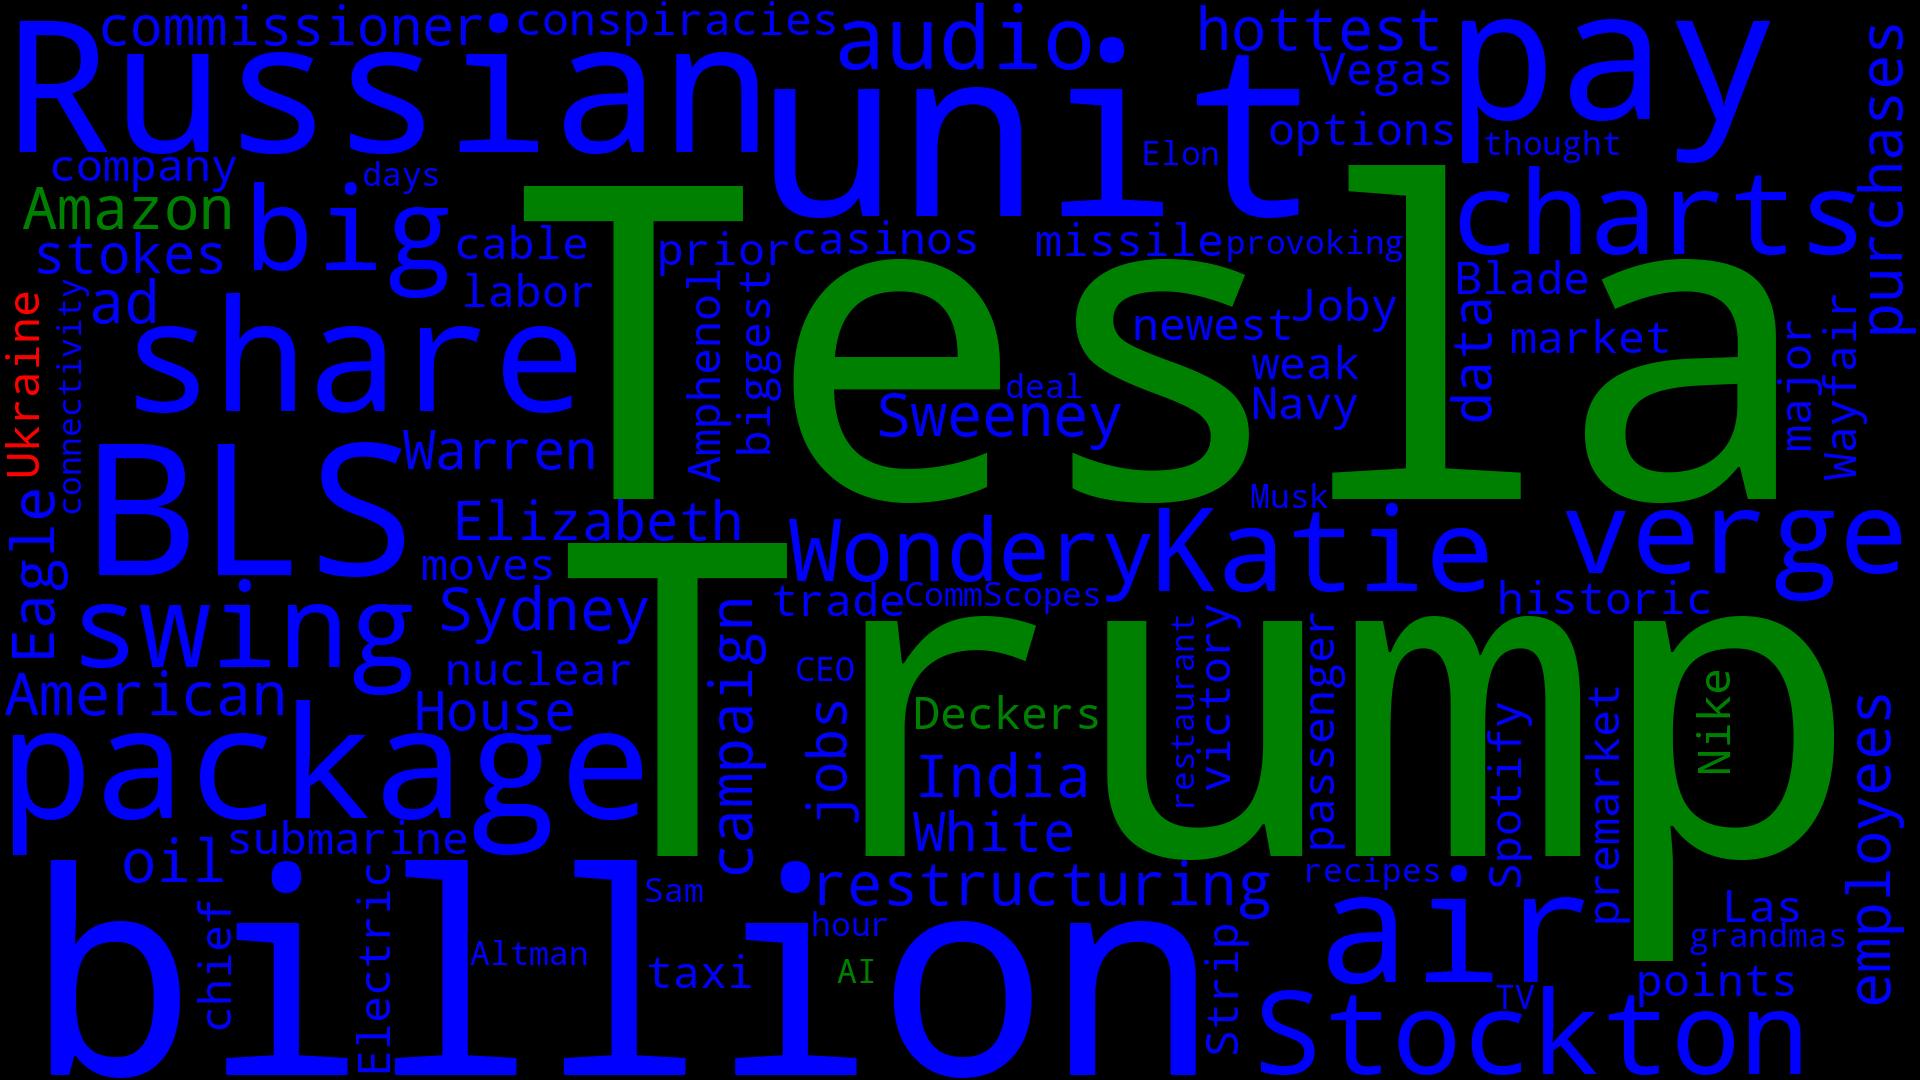 Russian
commissioner
conspiracies
audio
hottest
pay
purchases
Vegas
unit
options
Elon
thought
company
days
Amazon
big
Tesla
charts
stokes
cable
prior
casinos
missile
provoking
ad
labor
Blade
Ukraine
connectivity
share
Amphenol
biggest
newest
Joby
data
market
major
Wayfair
weak
deal
Sweeney
Navy
BLS
Warren
Musk
Eagle
Elizabeth
Wondery
Katie
verge
moves
Trump
swing
Sydney
campaign
trade
CommScopes
historic
nuclear
CEO
restaurant
victory
passenger
American
House
jobs
Deckers
Spotify
premarket
Nike
employees
package
India
White
oil
submarine
restructuring
recipes
air
billion
chief
Electric
Sam
hour
Las
grandmas
Altman
taxi
AI
Strip
points
TV
Stockton